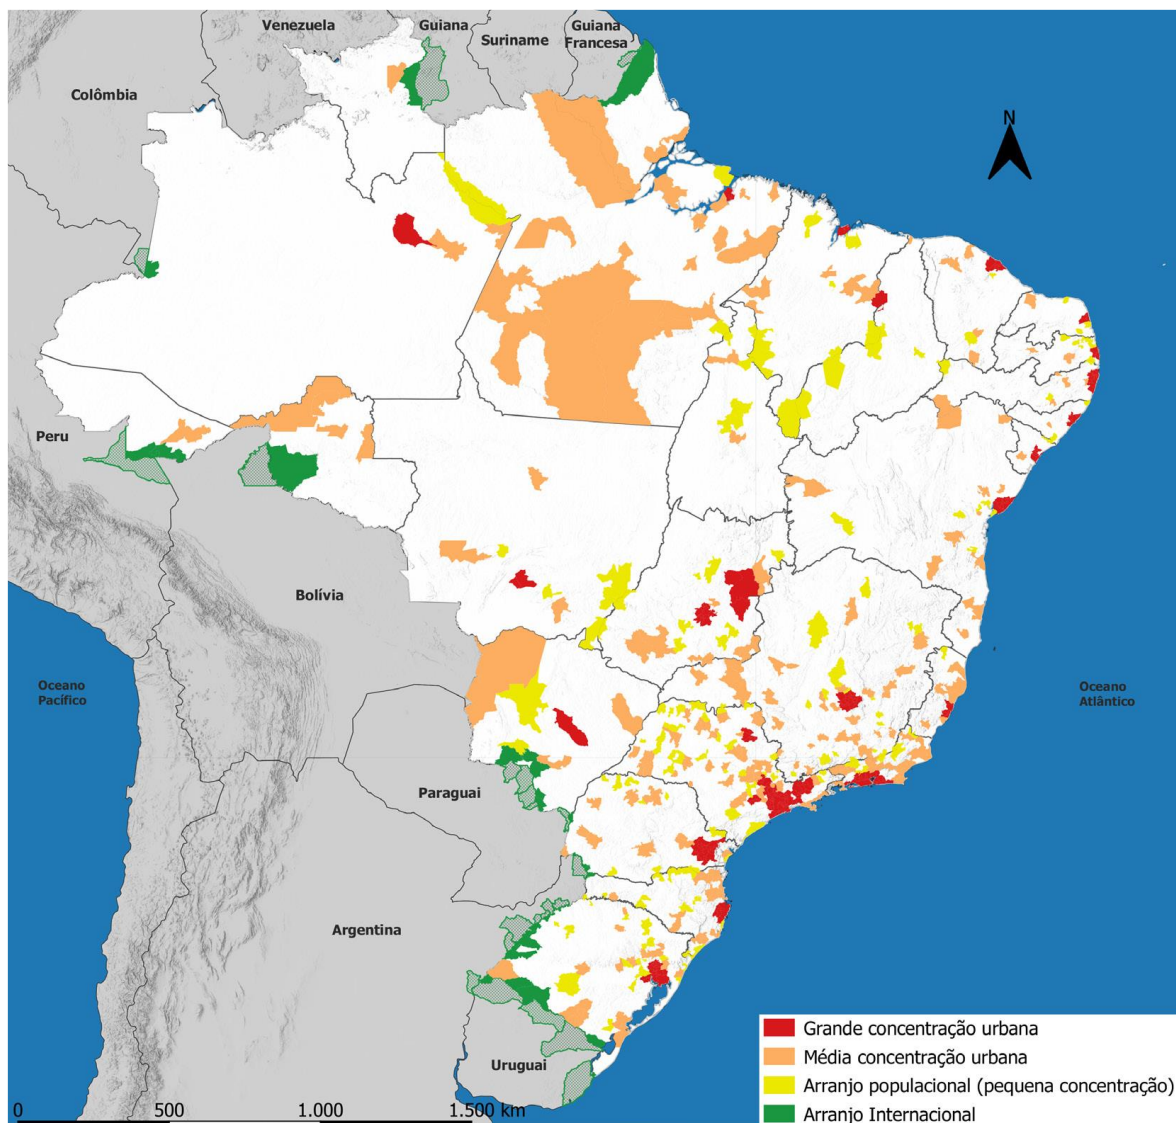 Venezuela
Guiana
Suriname
Guiana
Francesa
Colômbia
N
Peru
Bolívia
Oceano
Pacífico
Oceano
Atlântico
Paraguai
Argentina
Uruguai
0 500 1.000 1.500 km
Grande concentração urbana
Média concentração urbana
Arranjo populacional (pequena concentração)
Arranjo Internacional